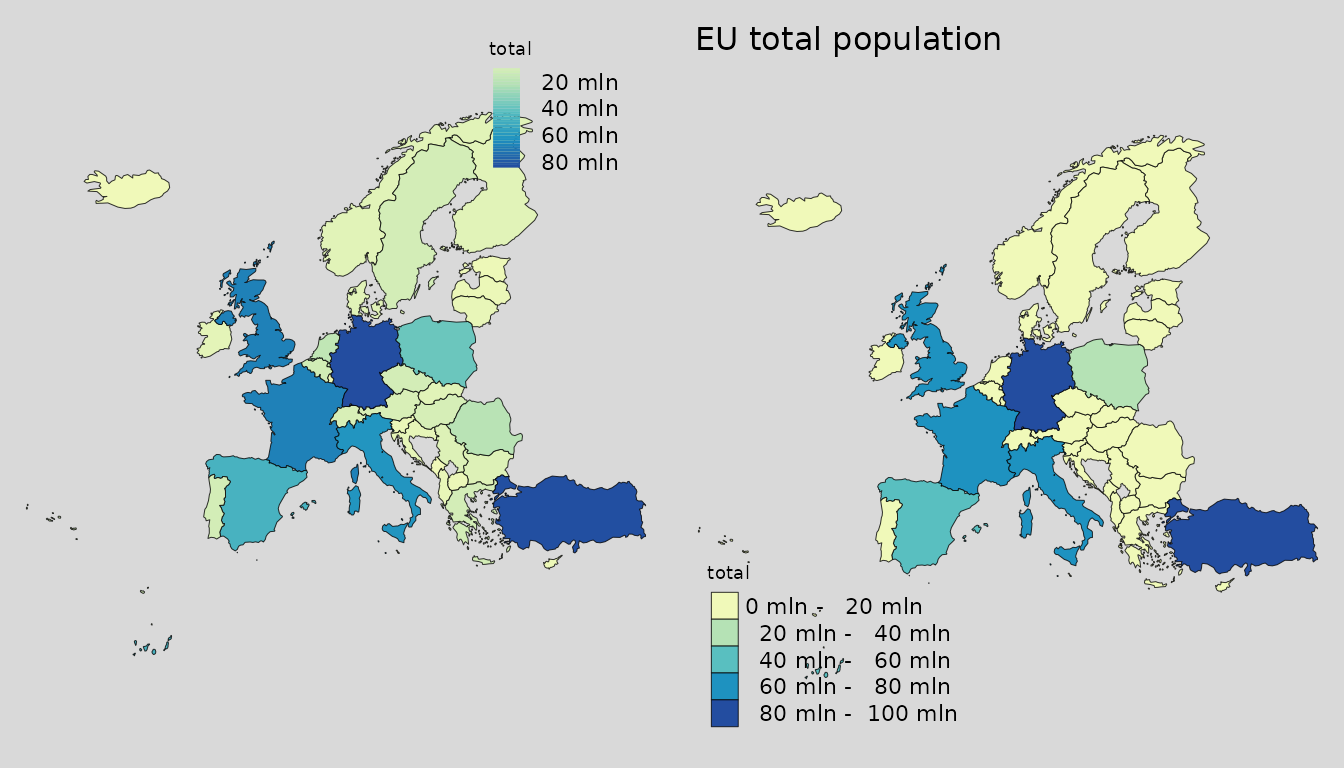 total
20 mln
40 mln
60 mln
80 mln
EU total population
total
0 mln - 20 mln
20 mln - 40 mln
40 mln - 60 mln
60 mln - 80 mln
80 mln - 100 mln